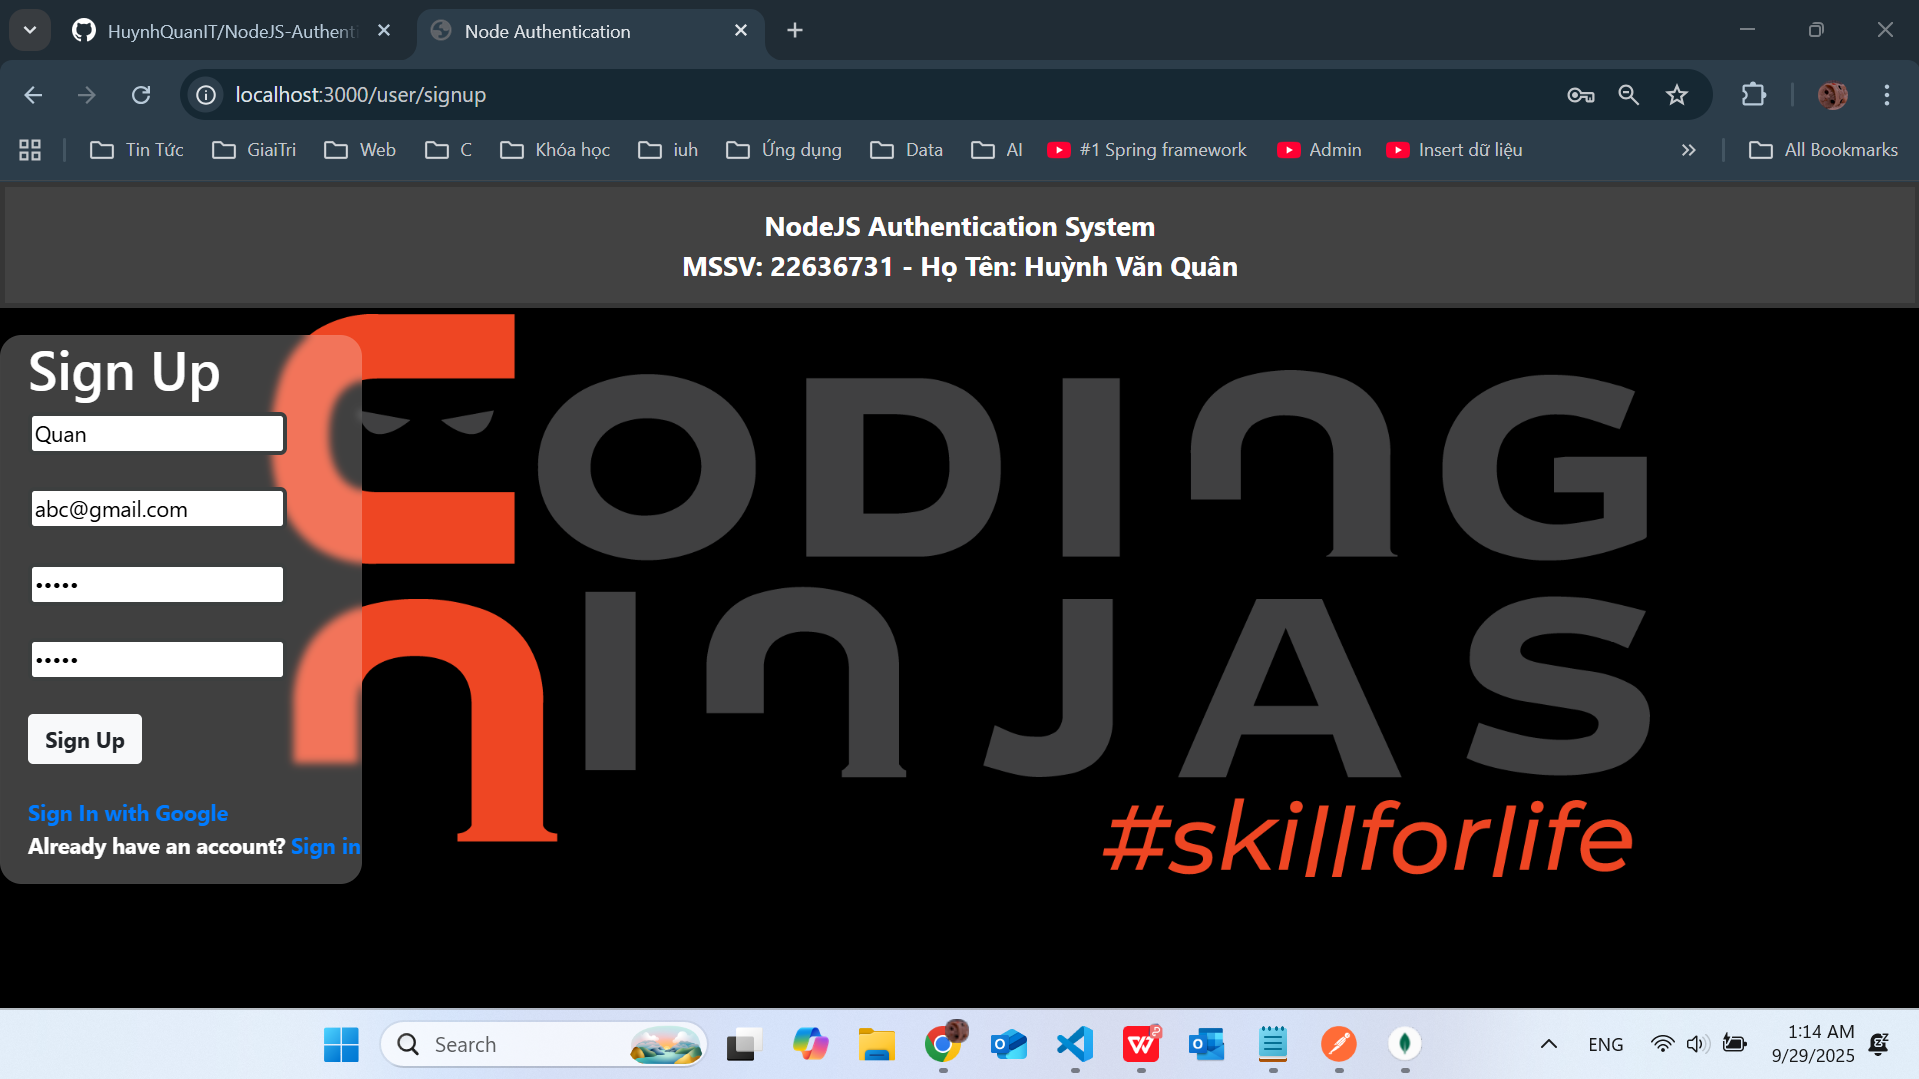 HuynhQuanIT/NodeJS-Authenti
Node Authentication
localhost:3000/user/signup
Tin Tức
GiaiTri
Web
C
Khóa học
iuh
Ứng dụng
Data
AI
#1 Spring framework
Admin
Insert dữ liệu
All Bookmarks
NodeJS Authentication System
MSSV: 22636731 - Họ Tên: Huỳnh Văn Quân
Sign Up
Quan
abc@gmail.com
•••••
•••••
Sign Up
Sign In with Google
Already have an account? Sign in
CODING
NINJAS
#skillforlife
Search
ENG
1:14 AM
9/29/2025